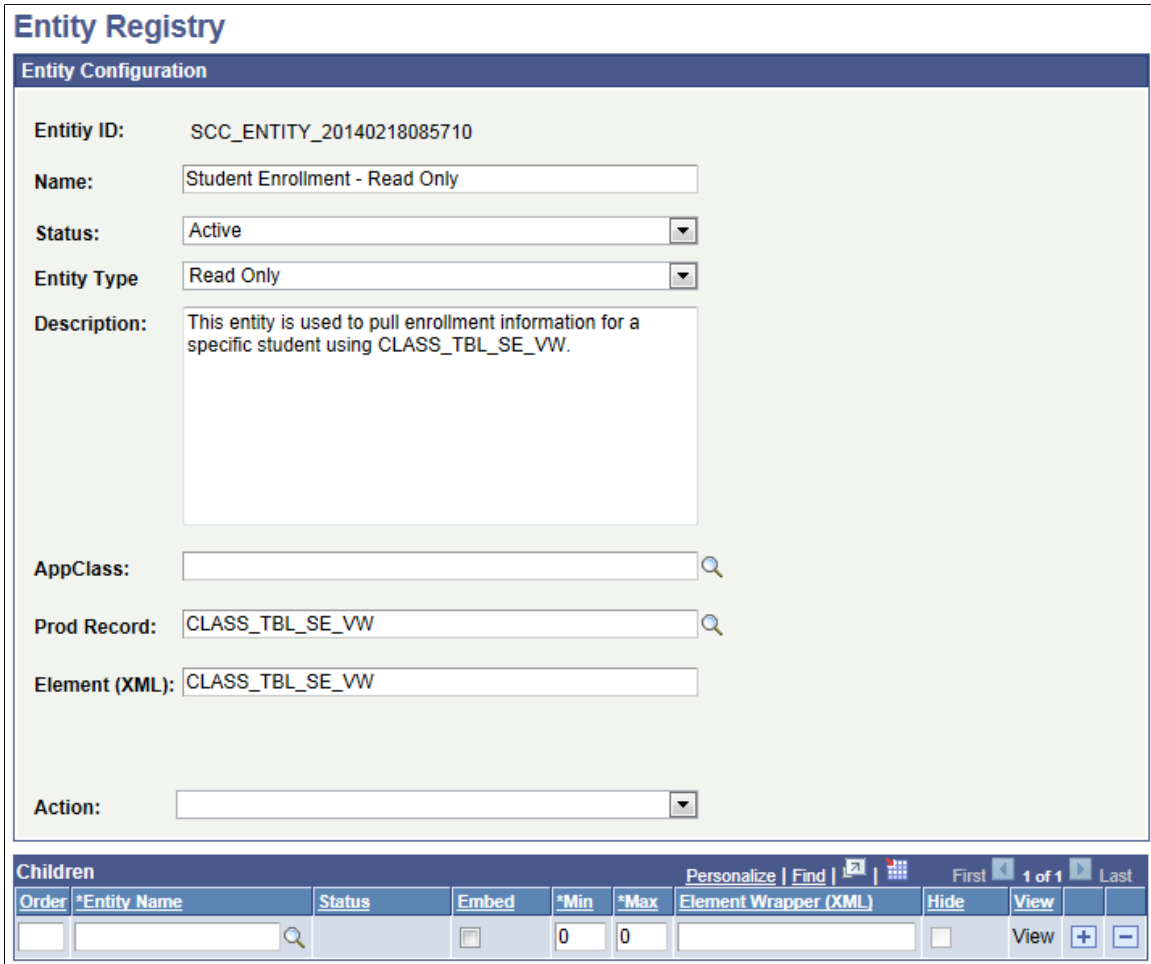 Entity Registry
Entity Configuration
Entitiy ID: SCC_ENTITY_20140218085710
Name: Student Enrollment - Read Only
Status: Active
Entity Type Read Only
Description: This entity is used to pull enrollment information for a
specific student using CLASS_TBL_SE_VW.
AppClass:
Prod Record: CLASS_TBL_SE_VW
Element (XML): CLASS_TBL_SE_VW
Action:
Children Personalize | Find | | First 1 of 1 Last
Order *Entity Name Status Embed *Min *Max Element Wrapper (XML) Hide View
0 0 View + -